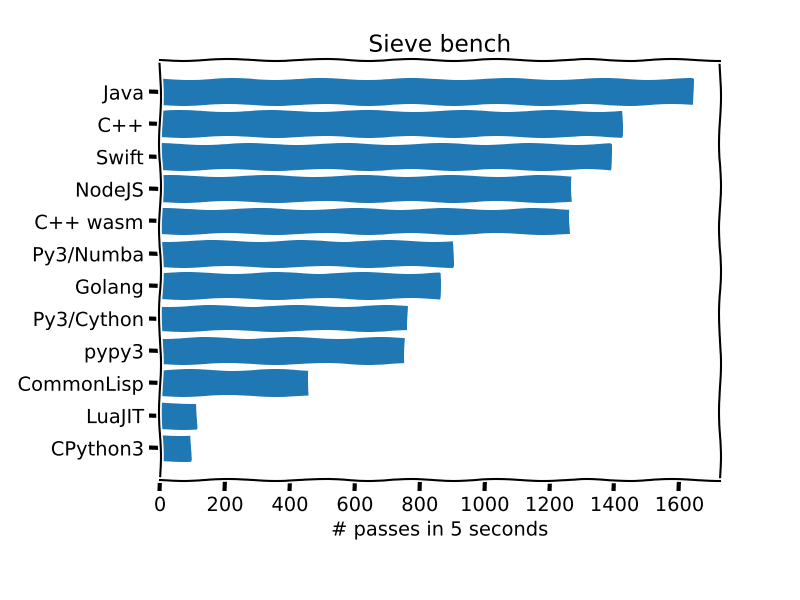 Sieve bench
Java
C++
Swift
NodeJS
C++ wasm
Py3/Numba
Golang
Py3/Cython
pypy3
CommonLisp
LuaJIT
CPython3
0 200 400 600 800 1000 1200 1400 1600
# passes in 5 seconds